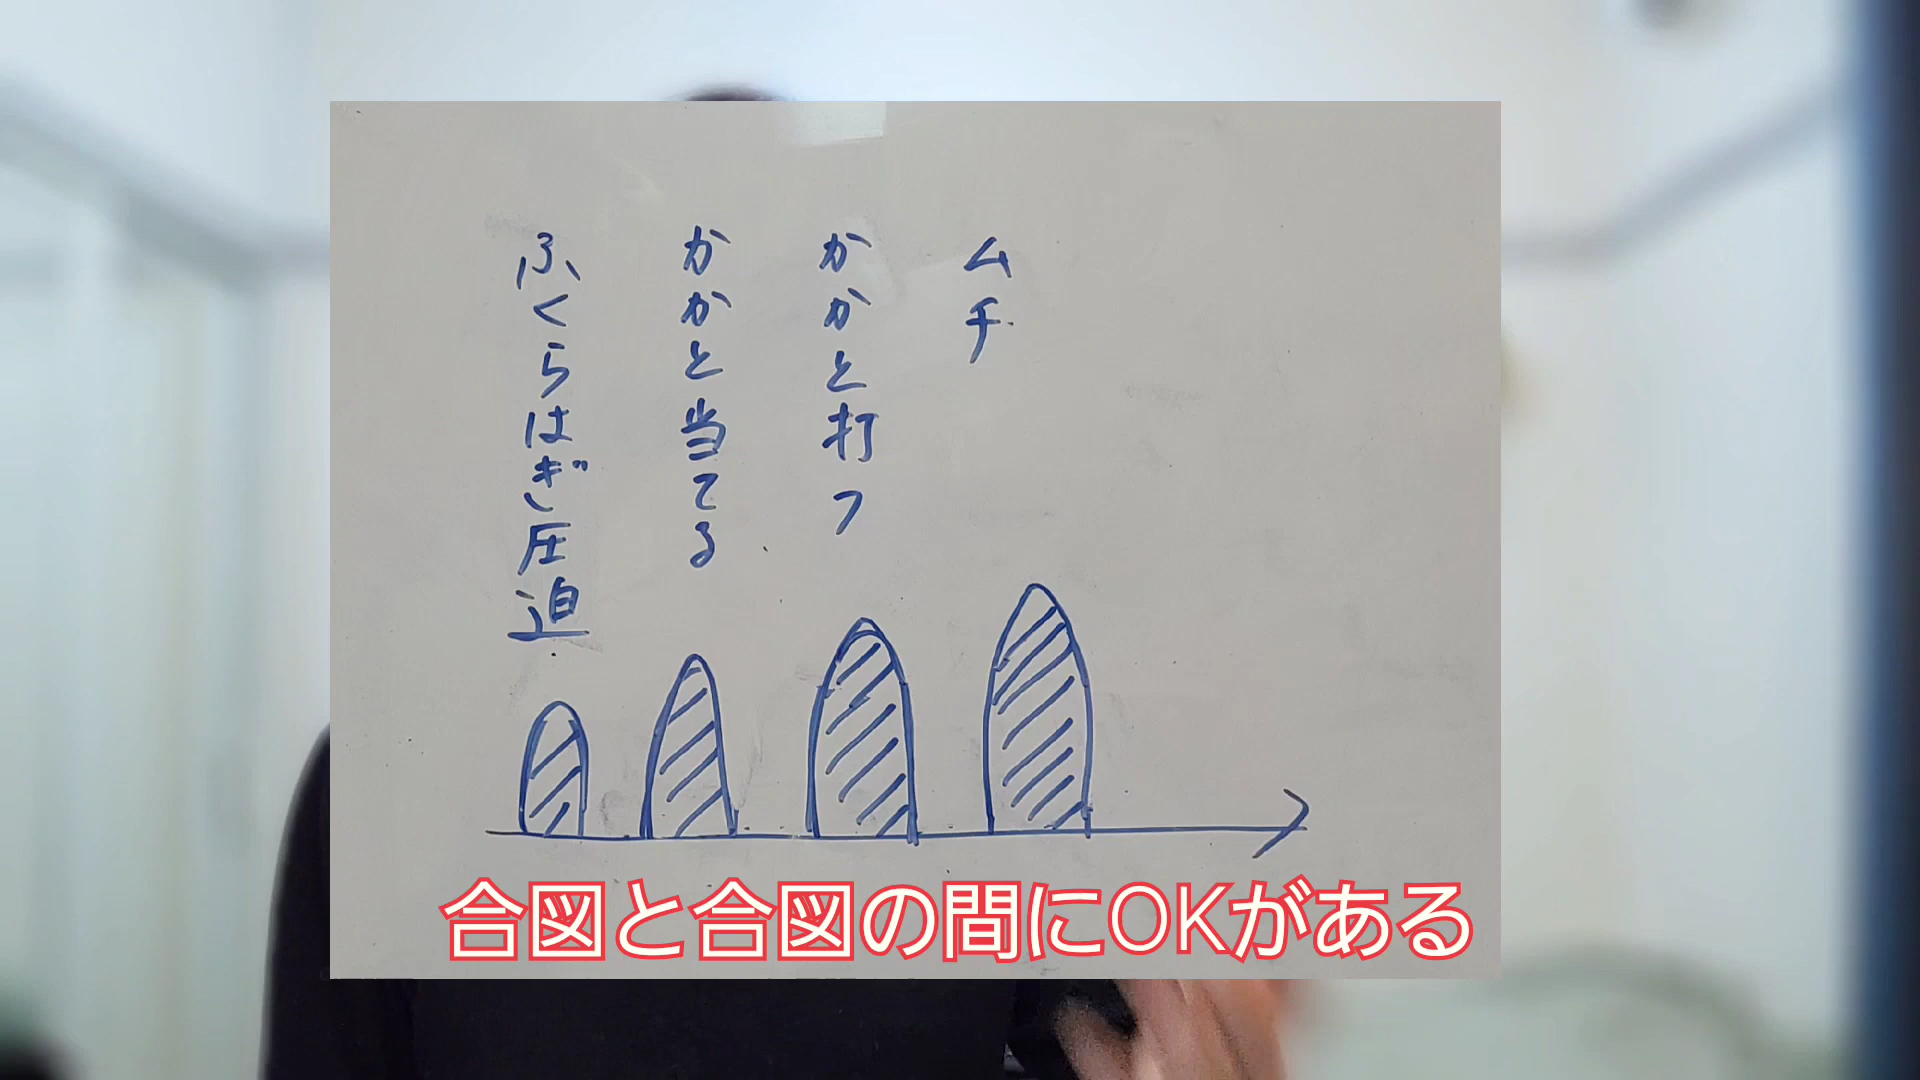 ふくらはぎ圧迫
かかと当てる
かかと打つ
ムチ
合図と合図の間にOKがある